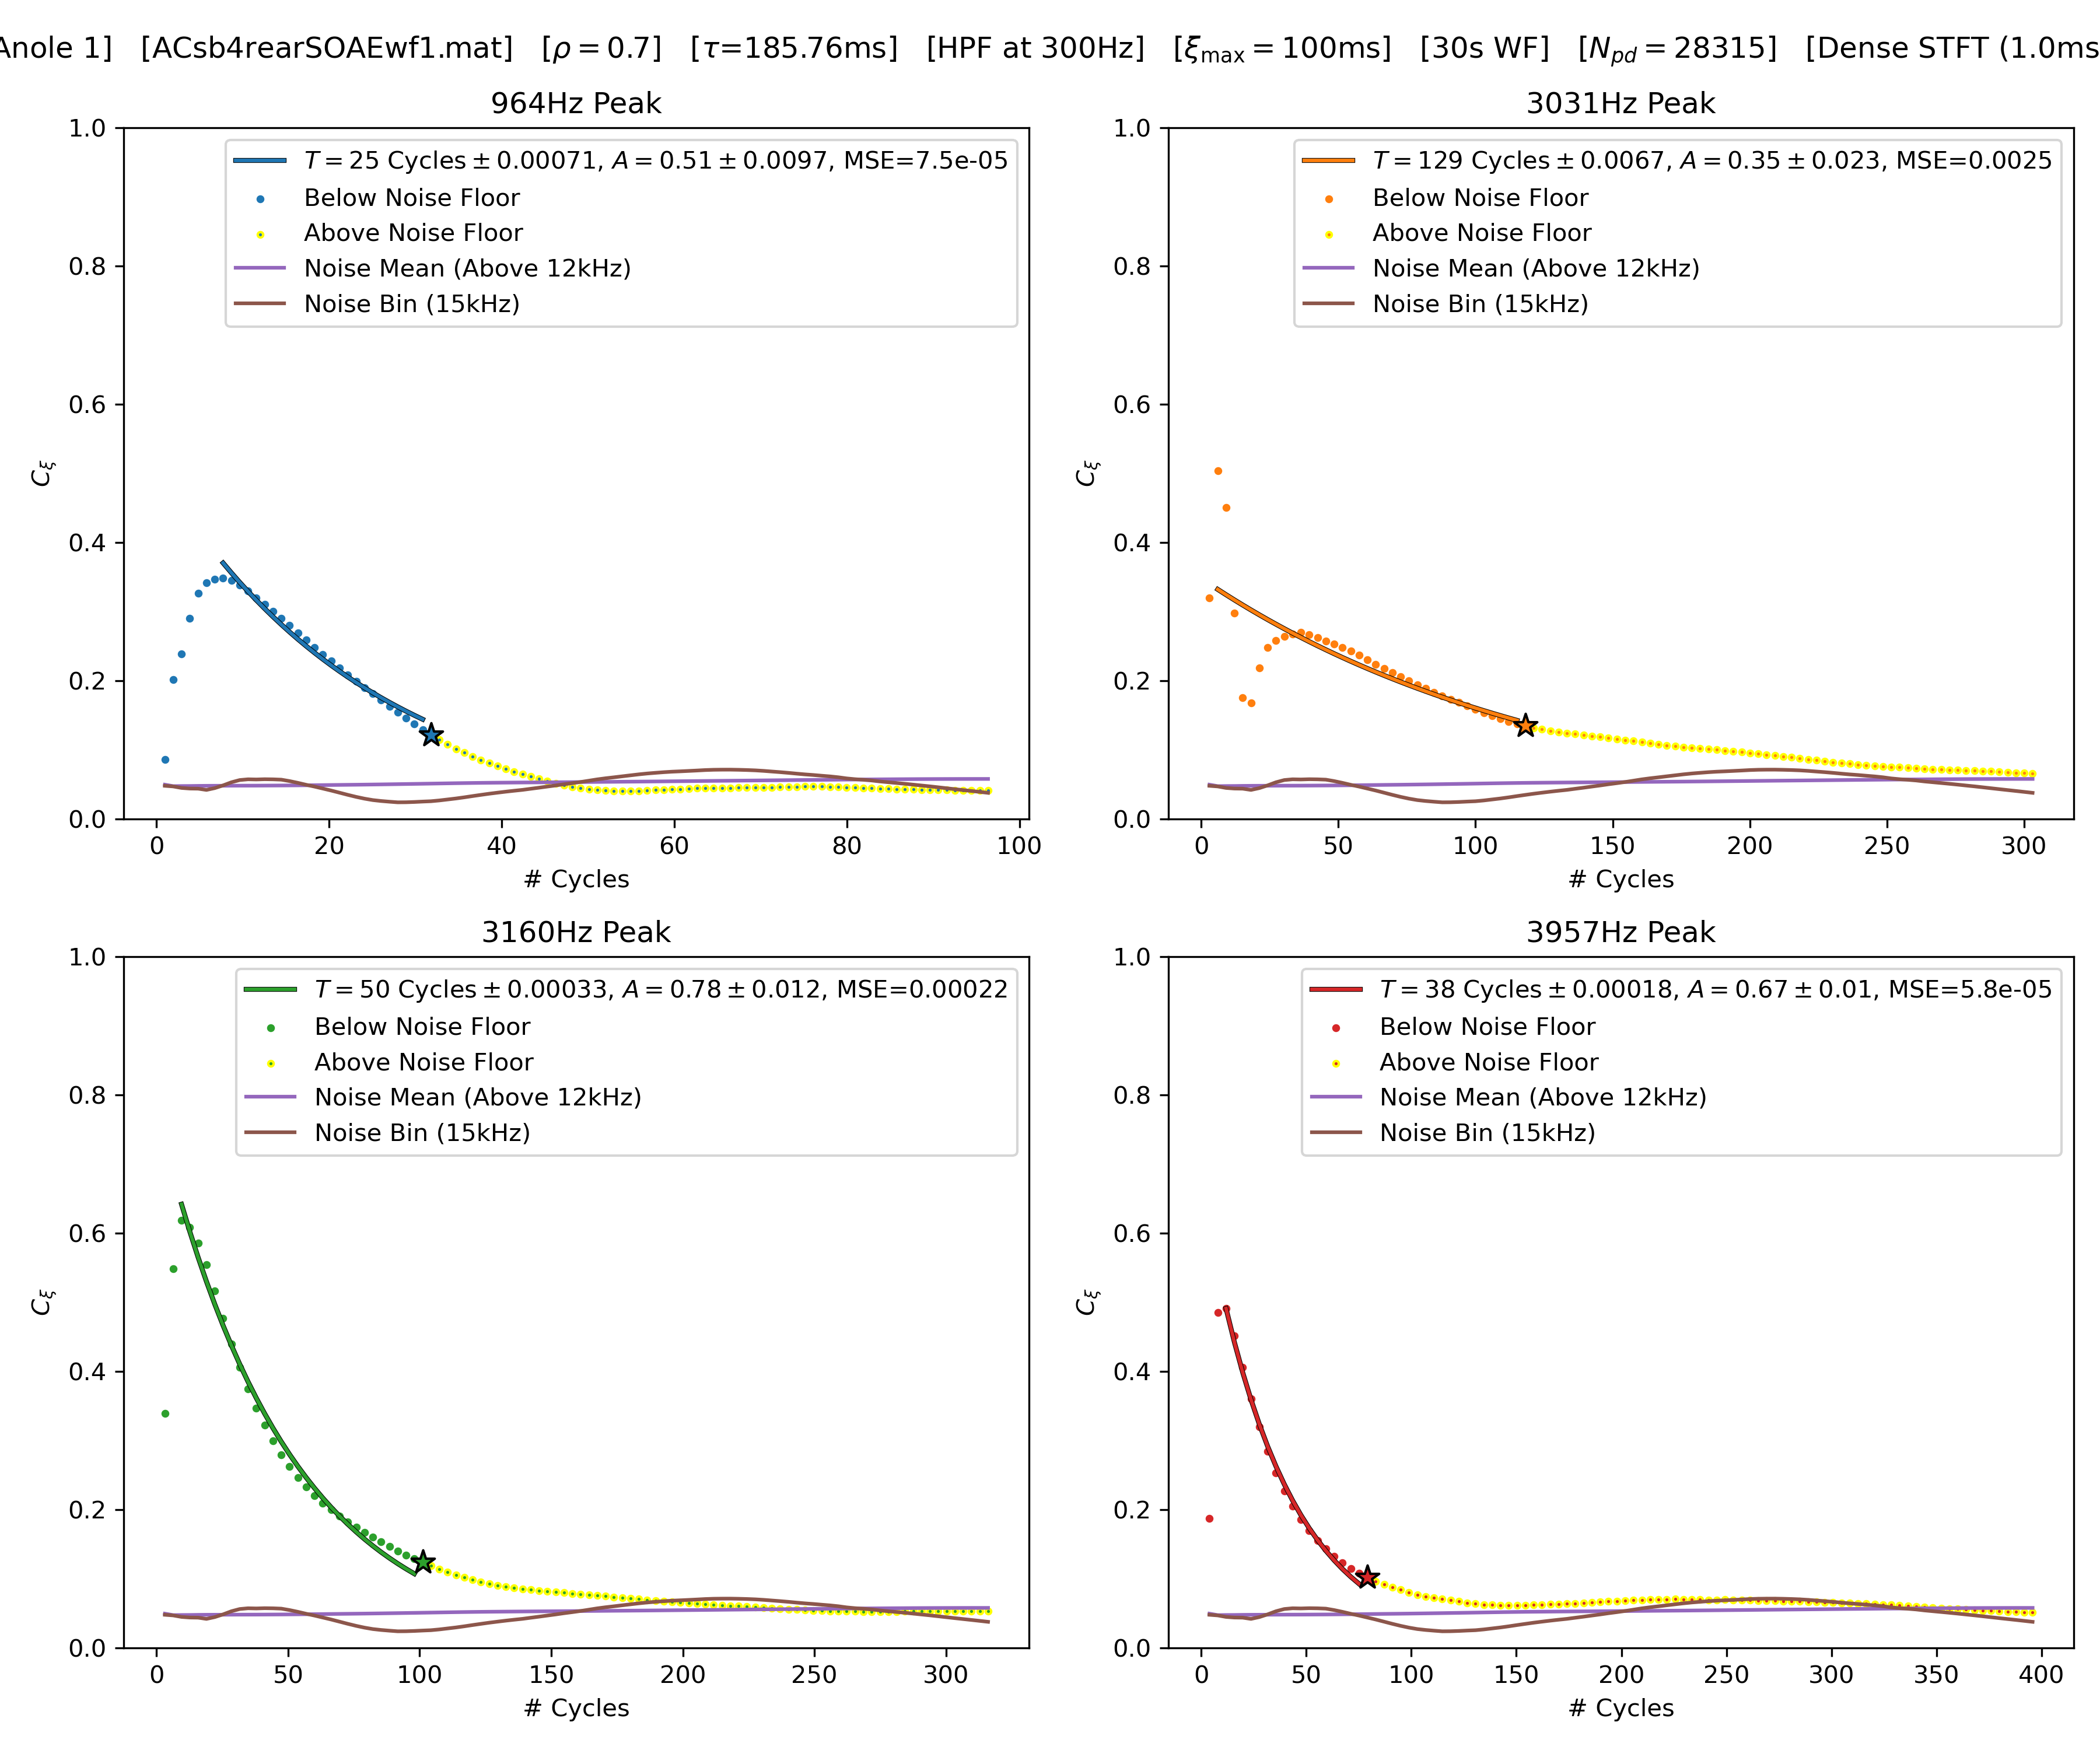 Anole 1] [ACsb4rearSOAEwf1.mat] [ρ = 0.7] [τ=185.76ms] [HPF at 300Hz] [ξmax = 100ms] [30s WF] [Npd = 28315] [Dense STFT (1.0ms
964Hz Peak
T = 25 Cycles ± 0.00071, A = 0.51 ± 0.0097, MSE=7.5e-05
Below Noise Floor
Above Noise Floor
Noise Mean (Above 12kHz)
Noise Bin (15kHz)
1.0
0.8
0.6
0.4
0.2
0.0
Cξ
0 20 40 60 80 100
# Cycles
3031Hz Peak
T = 129 Cycles ± 0.0067, A = 0.35 ± 0.023, MSE=0.0025
Below Noise Floor
Above Noise Floor
Noise Mean (Above 12kHz)
Noise Bin (15kHz)
1.0
0.8
0.6
0.4
0.2
0.0
Cξ
0 50 100 150 200 250 300
# Cycles
3160Hz Peak
T = 50 Cycles ± 0.00033, A = 0.78 ± 0.012, MSE=0.00022
Below Noise Floor
Above Noise Floor
Noise Mean (Above 12kHz)
Noise Bin (15kHz)
1.0
0.8
0.6
0.4
0.2
0.0
Cξ
0 50 100 150 200 250 300
# Cycles
3957Hz Peak
T = 38 Cycles ± 0.00018, A = 0.67 ± 0.01, MSE=5.8e-05
Below Noise Floor
Above Noise Floor
Noise Mean (Above 12kHz)
Noise Bin (15kHz)
1.0
0.8
0.6
0.4
0.2
0.0
Cξ
0 50 100 150 200 250 300 350 400
# Cycles